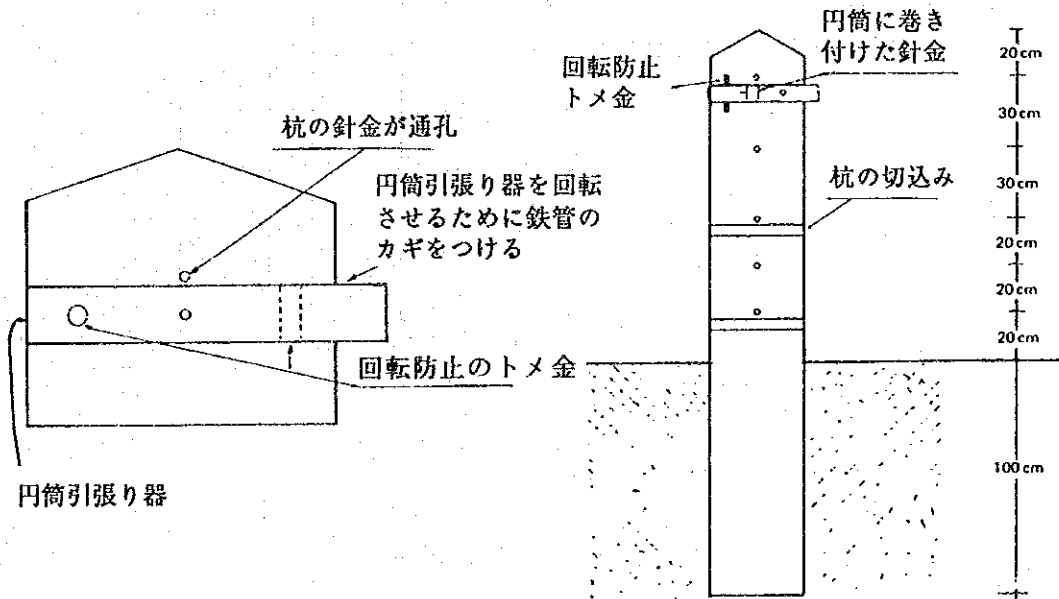 杭の針金が通孔
円筒引張り器を回転
させるために鉄管の
カギをつける
回転防止のトメ金
円筒引張り器
回転防止
トメ金
円筒に巻き
付けた針金
杭の切込み
20cm
30cm
30cm
20cm
20cm
20cm
100cm